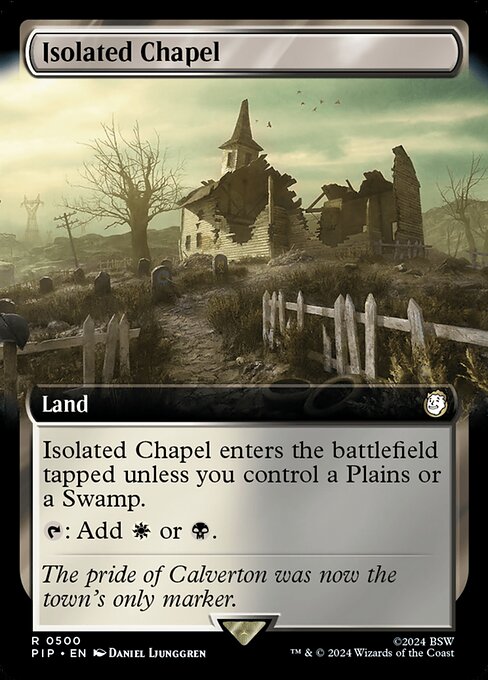 Isolated Chapel
Land
Isolated Chapel enters the battlefield
tapped unless you control a Plains or
a Swamp.
: Add or .
The pride of Calverton was now the
town's only marker.
R 0500
PIP • EN Daniel Ljunggren
©2024 BSW
™ & © 2024 Wizards of the Coast